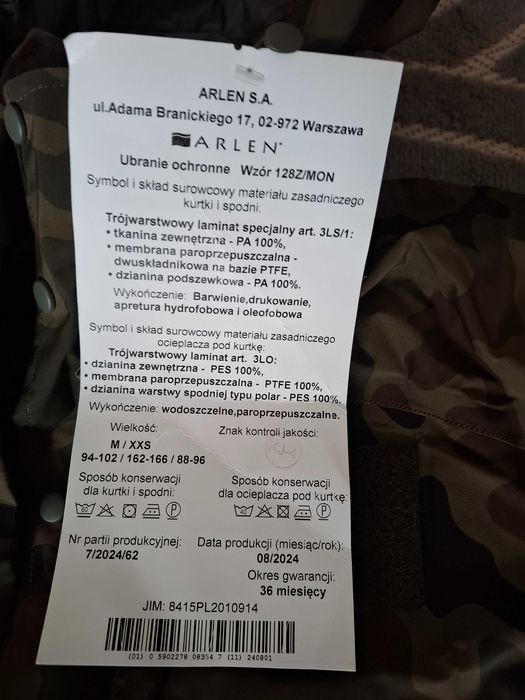 ARLEN S.A.
ul.Adama Branickiego 17, 02-972 Warszawa
ARLEN
Ubranie ochronne Wzór 128Z/MON
Symbol i skład surowcowy materiału zasadniczego
kurtki i spodni:
Trójwarstwowy laminat specjalny art. 3LS/1:
• tkanina zewnętrzna - PA 100%,
• membrana paroprzepuszczalna -
dwuskładnikowa na bazie PTFE,
• dzianina podszewkowa - PA 100%.
Wykończenie: Barwienie,drukowanie,
apretura hydrofobowa i oleofobowa
Symbol i skład surowcowy materiału zasadniczego
ocieplacza pod kurtkę:
Trójwarstwowy laminat art. 3LO:
• dzianina zewnętrzna - PES 100%,
• membrana paroprzepuszczalna - PTFE 100%,
• dzianina warstwy spodniej typu polar - PES 100%.
Wykończenie: wodoszczelne,paroprzepuszczalne.
Wielkość: Znak kontroli jakości:
M / XXS
94-102 / 162-166 / 88-96
Sposób konserwacji Sposób konserwacji
dla kurtki i spodni: dla ocieplacza pod kurtkę:
Nr partii produkcyjnej: Data produkcji (miesiąc/rok):
7/2024/62 08/2024
Okres gwarancji:
36 miesięcy
JIM: 8415PL2010914
(01) 0 5902278 08354 7 (11) 240801